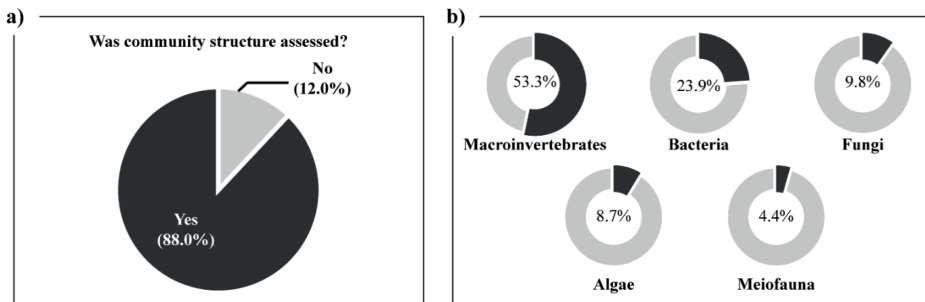 a)
Was community structure assessed?
No
(12.0%)
Yes
(88.0%)
b)
53.3%
Macroinvertebrates
23.9%
Bacteria
9.8%
Fungi
8.7%
Algae
4.4%
Meiofauna